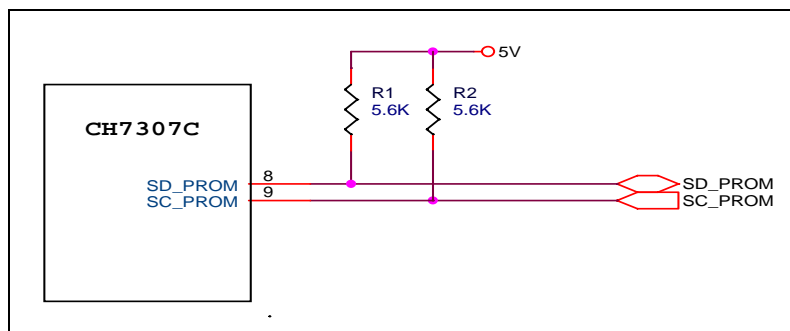 5V
R1 R2
5.6K 5.6K
CH7307C
SD_PROM 8 SD_PROM
SC_PROM 9 SC_PROM